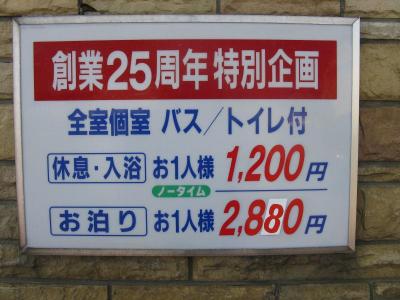 創業25周年 特別企画
全室個室 バス／トイレ付
休息・入浴 お1人様 1,200円
ノータイム
お泊り お1人様 2,880円